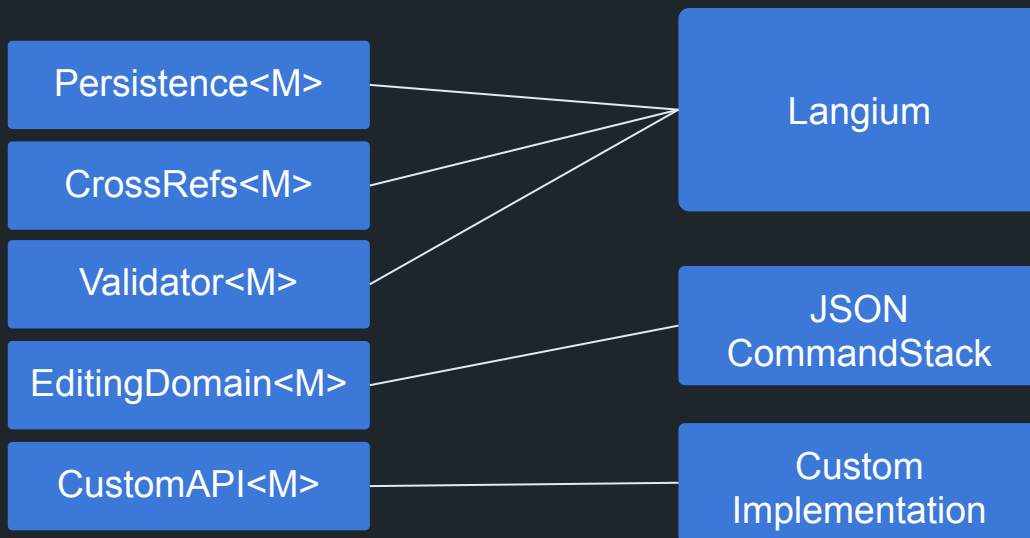 Persistence<M>
CrossRefs<M>
Validator<M>
EditingDomain<M>
CustomAPI<M>
Langium
JSON
CommandStack
Custom
Implementation